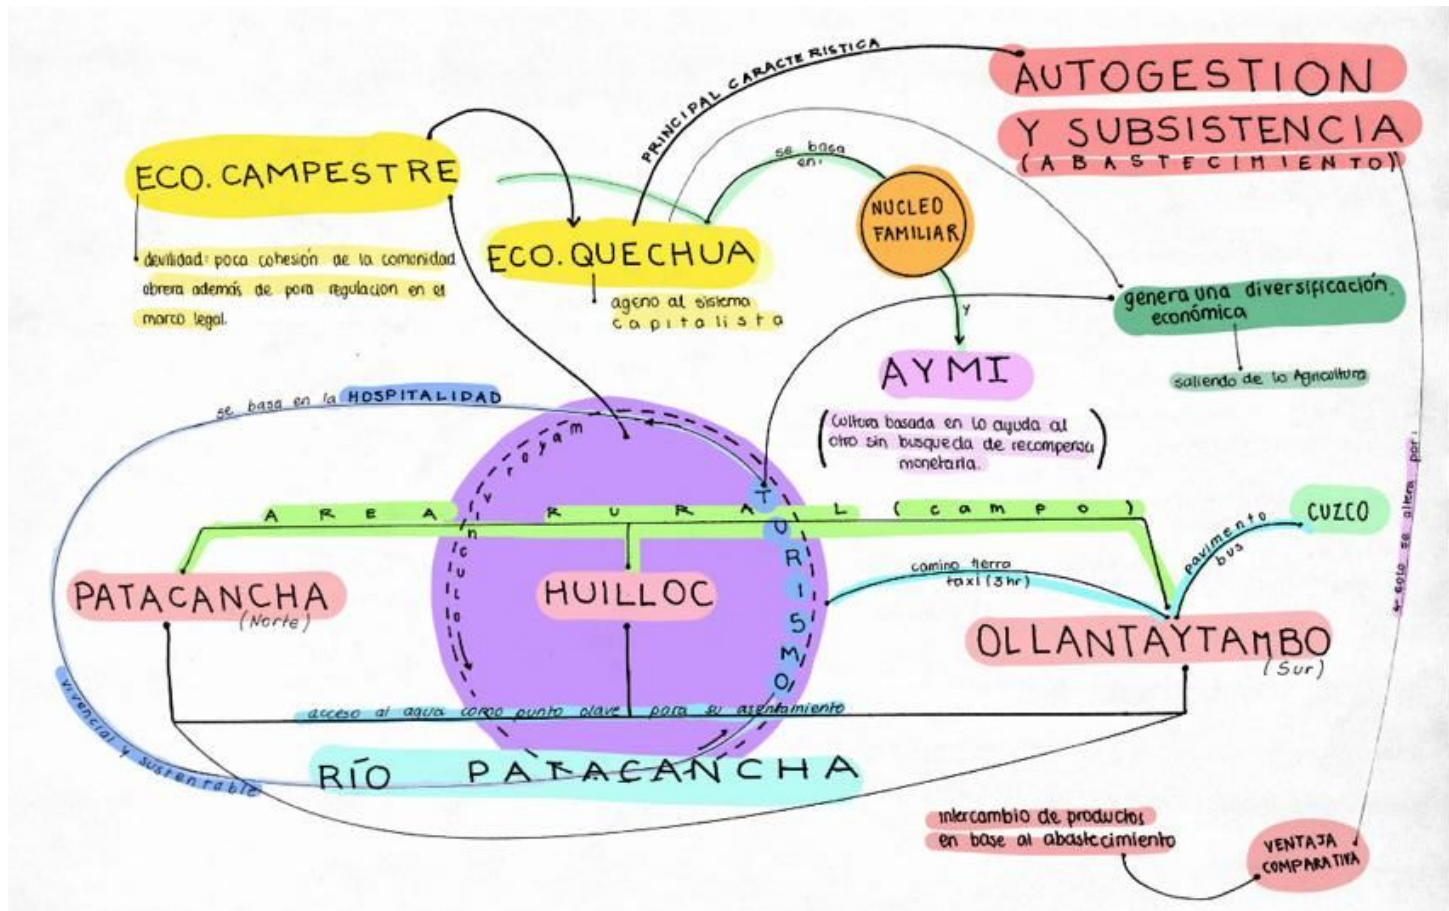 PRINCIPAL CARACTERISTICA
AUTOGESTION
Y SUBSISTENCIA
(ABASTECIMIENTO)
ECO. CAMPESTRE
devilidad: poca cohesión de la comunidad
obrera además de pora regulacion en el
marco legal.
ECO. QUECHUA
ageno al sistema
capitalista
se basa
en:
NUCLEO
FAMILIAR
y
AYMI
(Cultura basada en la ayuda al
otro sin busqueda de recompensa
monetaria.)
genera una diversificación
económica
saliendo de la Agricultura
se basa en la HOSPITALIDAD
mayor vinculo
TURISMO
AREA RURAL (campo)
PATACANCHA
(Norte)
HUILLOC
camino tierra
taxi (3hr)
pavimento
bus
CUZCO
OLLANTAYTAMBO
(Sur)
solo se altera por:
vivencial y sustentable
acceso al agua como punto clave para su asentamiento
RÍO PATACANCHA
intercambio de productos
en base al abastecimiento
VENTAJA
COMPARATIVA